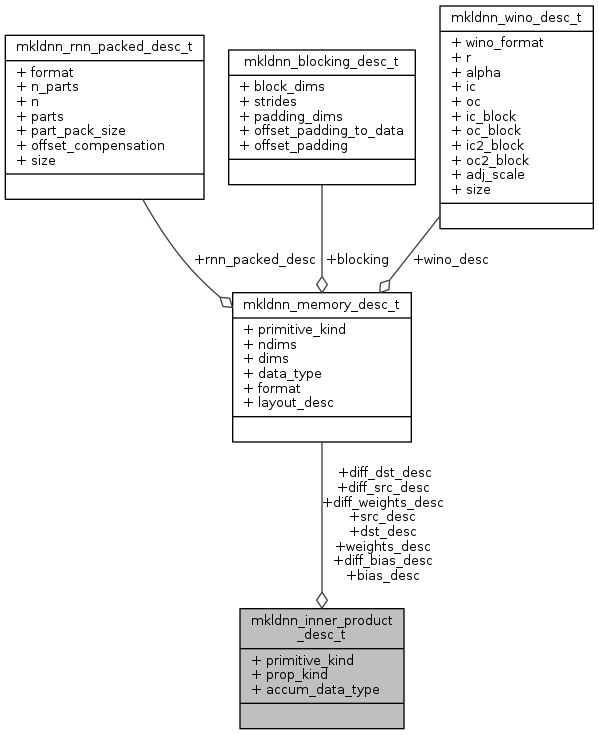 mkldnn_rnn_packed_desc_t
+ format
+ n_parts
+ n
+ parts
+ part_pack_size
+ offset_compensation
+ size
mkldnn_blocking_desc_t
+ block_dims
+ strides
+ padding_dims
+ offset_padding_to_data
+ offset_padding
mkldnn_wino_desc_t
+ wino_format
+ r
+ alpha
+ ic
+ oc
+ ic_block
+ oc_block
+ ic2_block
+ oc2_block
+ adj_scale
+ size
+rnn_packed_desc
+blocking
+wino_desc
mkldnn_memory_desc_t
+ primitive_kind
+ ndims
+ dims
+ data_type
+ format
+ layout_desc
+diff_dst_desc
+diff_src_desc
+diff_weights_desc
+src_desc
+dst_desc
+weights_desc
+diff_bias_desc
+bias_desc
mkldnn_inner_product
_desc_t
+ primitive_kind
+ prop_kind
+ accum_data_type